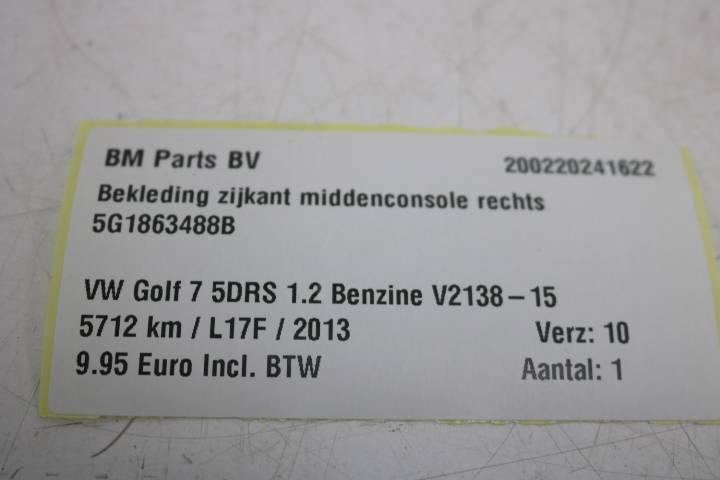 BM Parts BV 200220241622
Bekleding zijkant middenconsole rechts
5G1863488B
VW Golf 7 5DRS 1.2 Benzine V2138-15
5712 km / L17F / 2013 Verz: 10
9.95 Euro Incl. BTW Aantal: 1